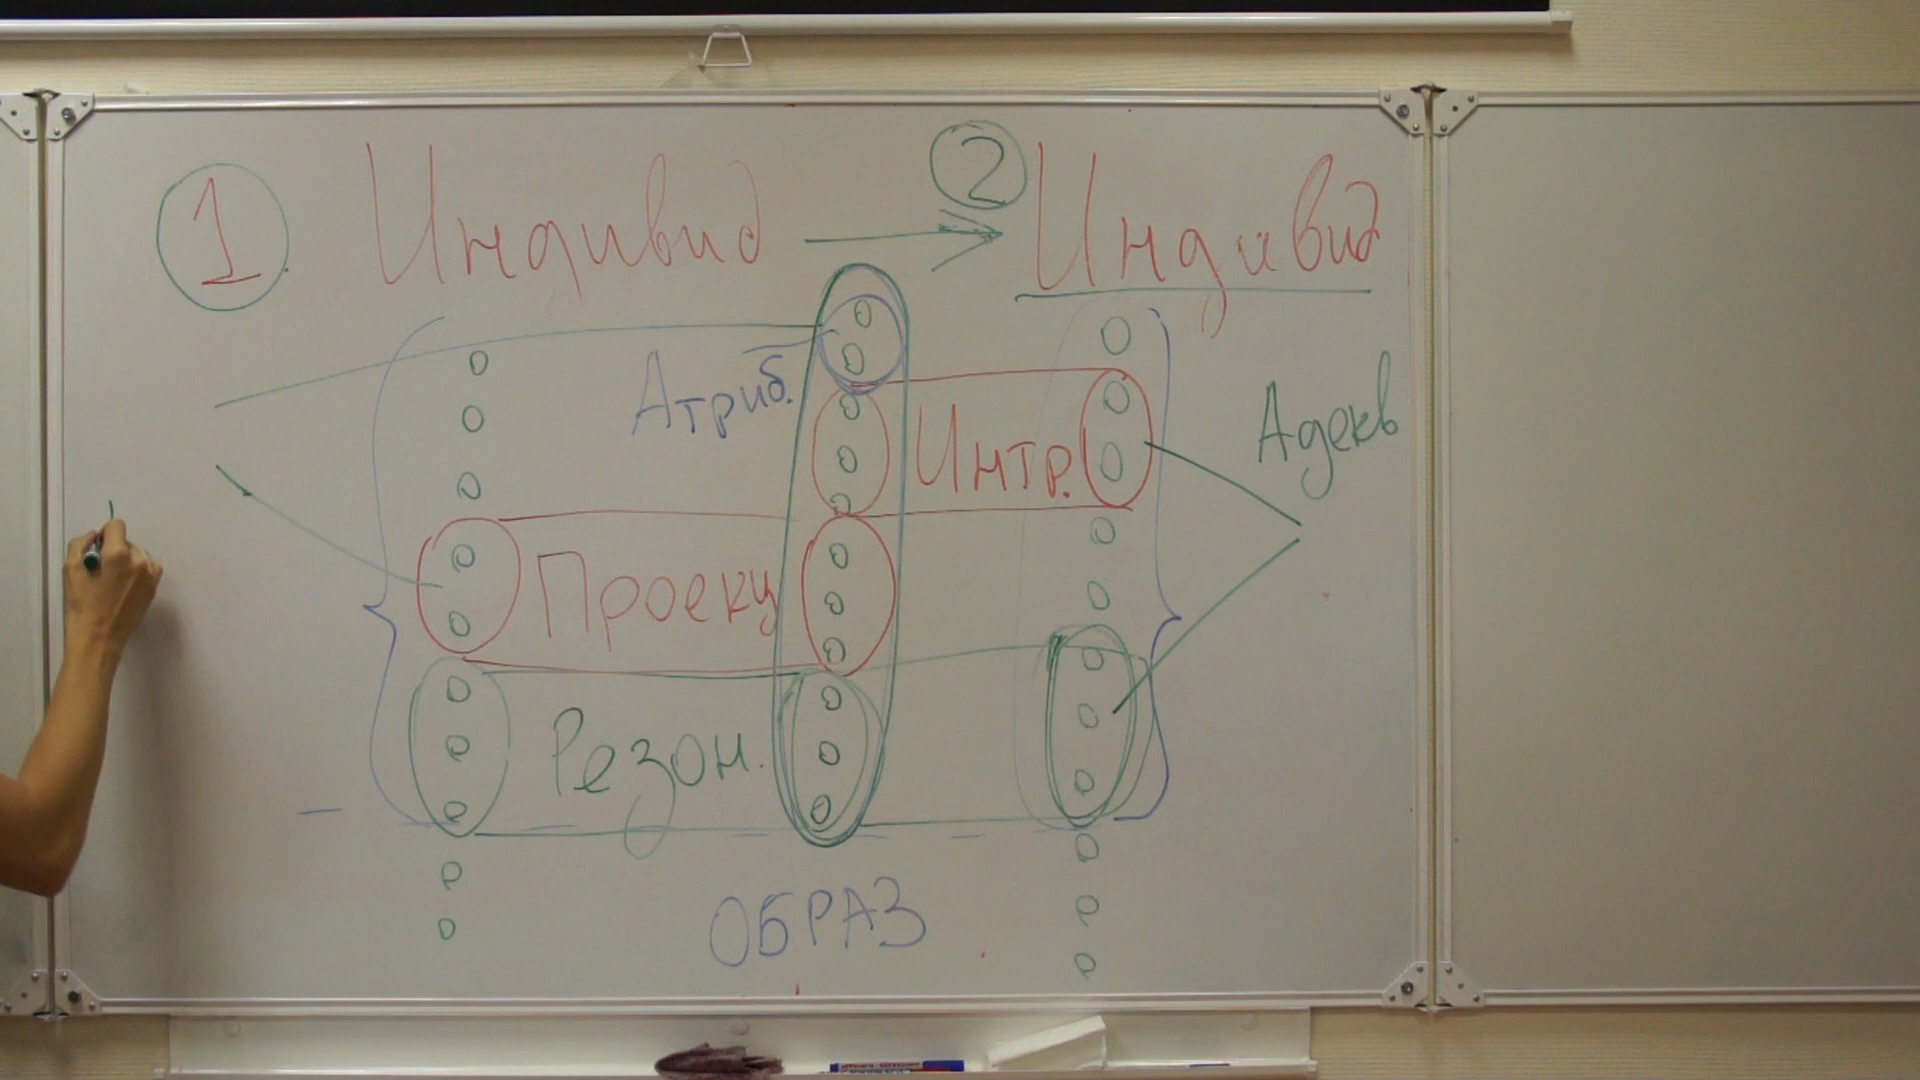 1 Индивид
2 Индивид
Атриб.
Интр.
Адекв
Проекц
Резон.
ОБРАЗ